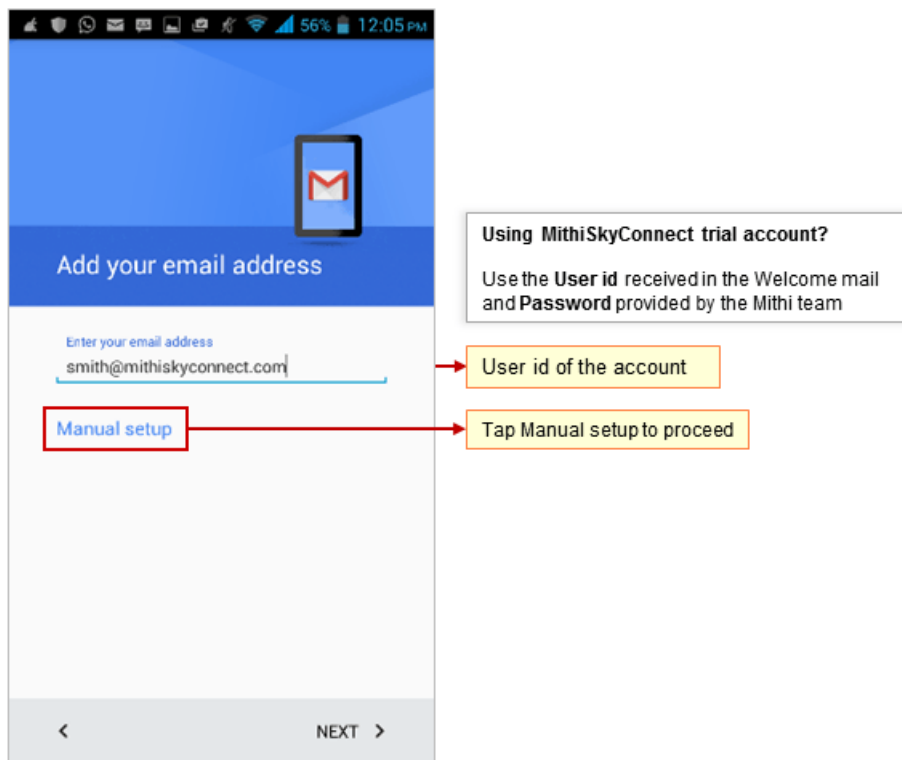 56% 12:05 PM
Add your email address
Using MithiSkyConnect trial account?
Use the User id received in the Welcome mail
and Password provided by the Mithi team
Enter your email address
smith@mithiskyconnect.com
User id of the account
Manual setup
Tap Manual setup to proceed
NEXT